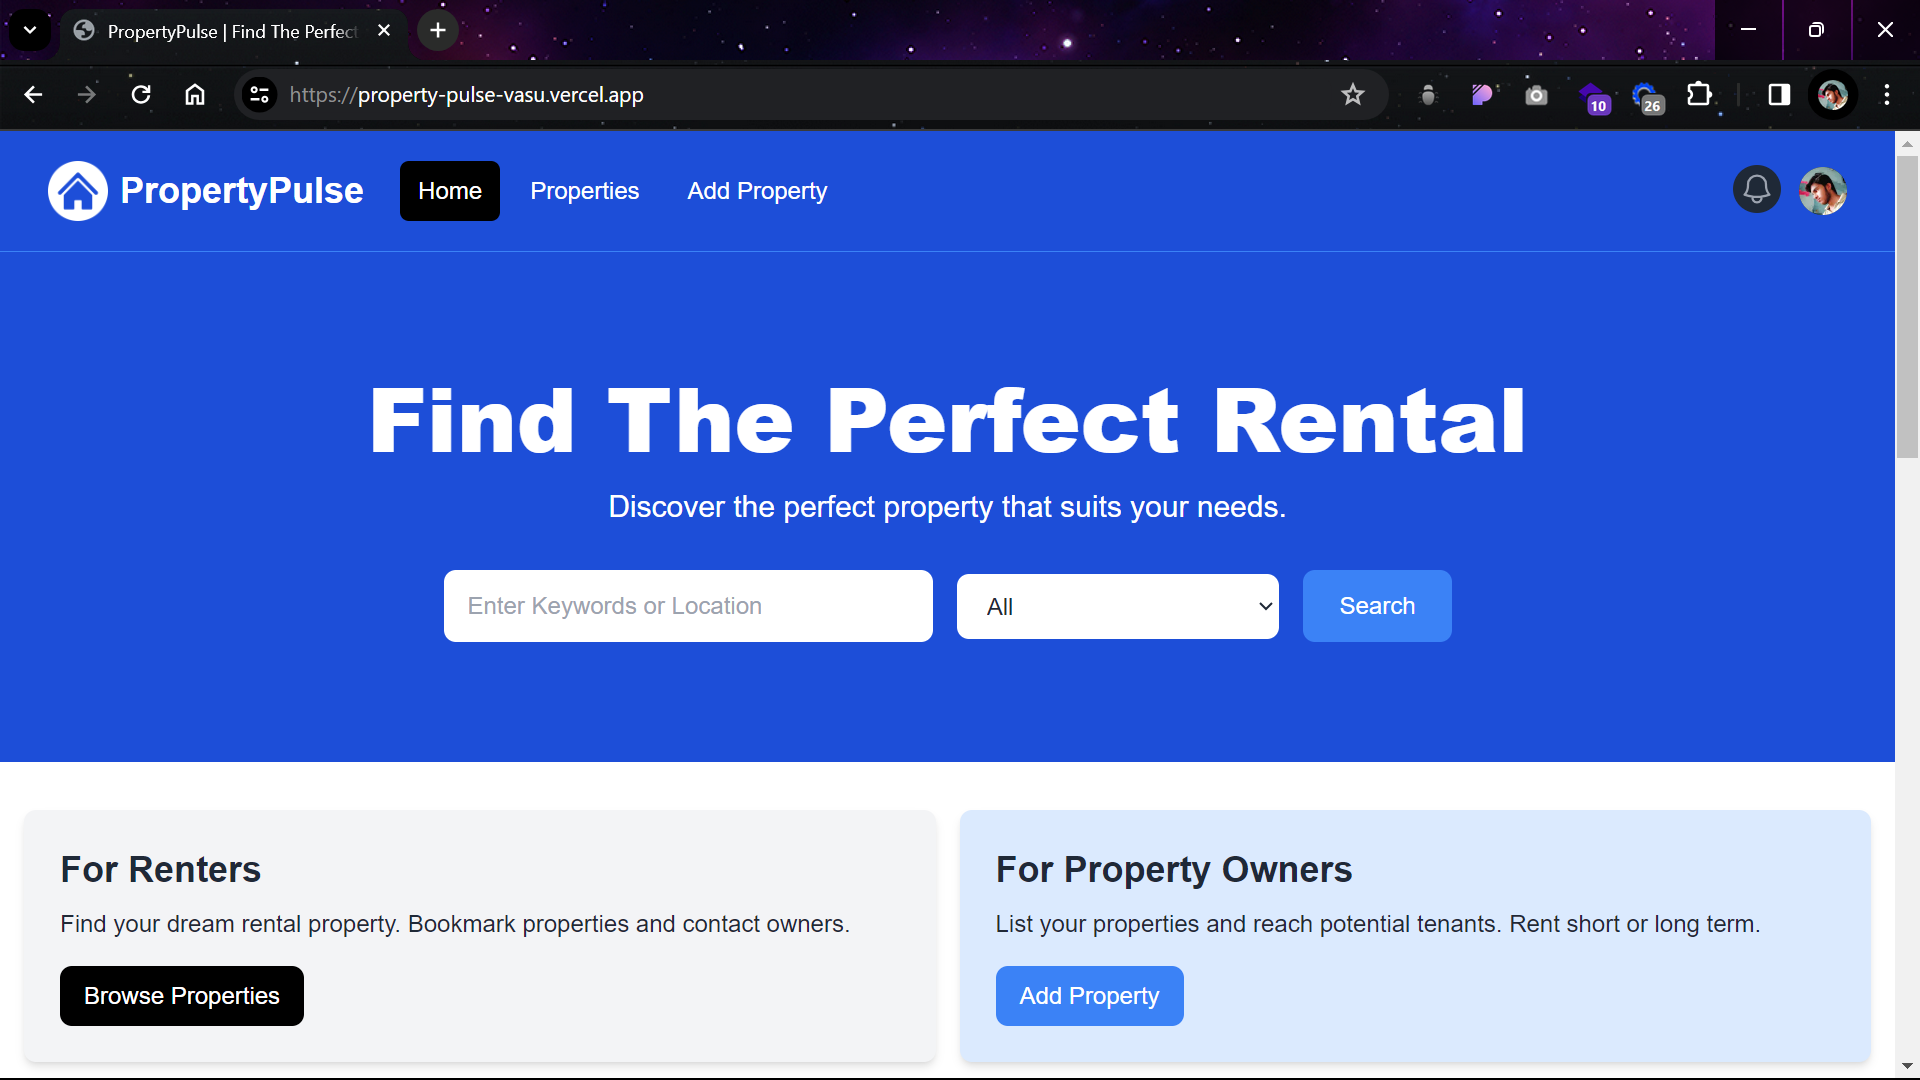 PropertyPulse | Find The Perfect
https://property-pulse-vasu.vercel.app
10
26
PropertyPulse
Home
Properties
Add Property
Find The Perfect Rental
Discover the perfect property that suits your needs.
Enter Keywords or Location
All
Search
For Renters
Find your dream rental property. Bookmark properties and contact owners.
Browse Properties
For Property Owners
List your properties and reach potential tenants. Rent short or long term.
Add Property